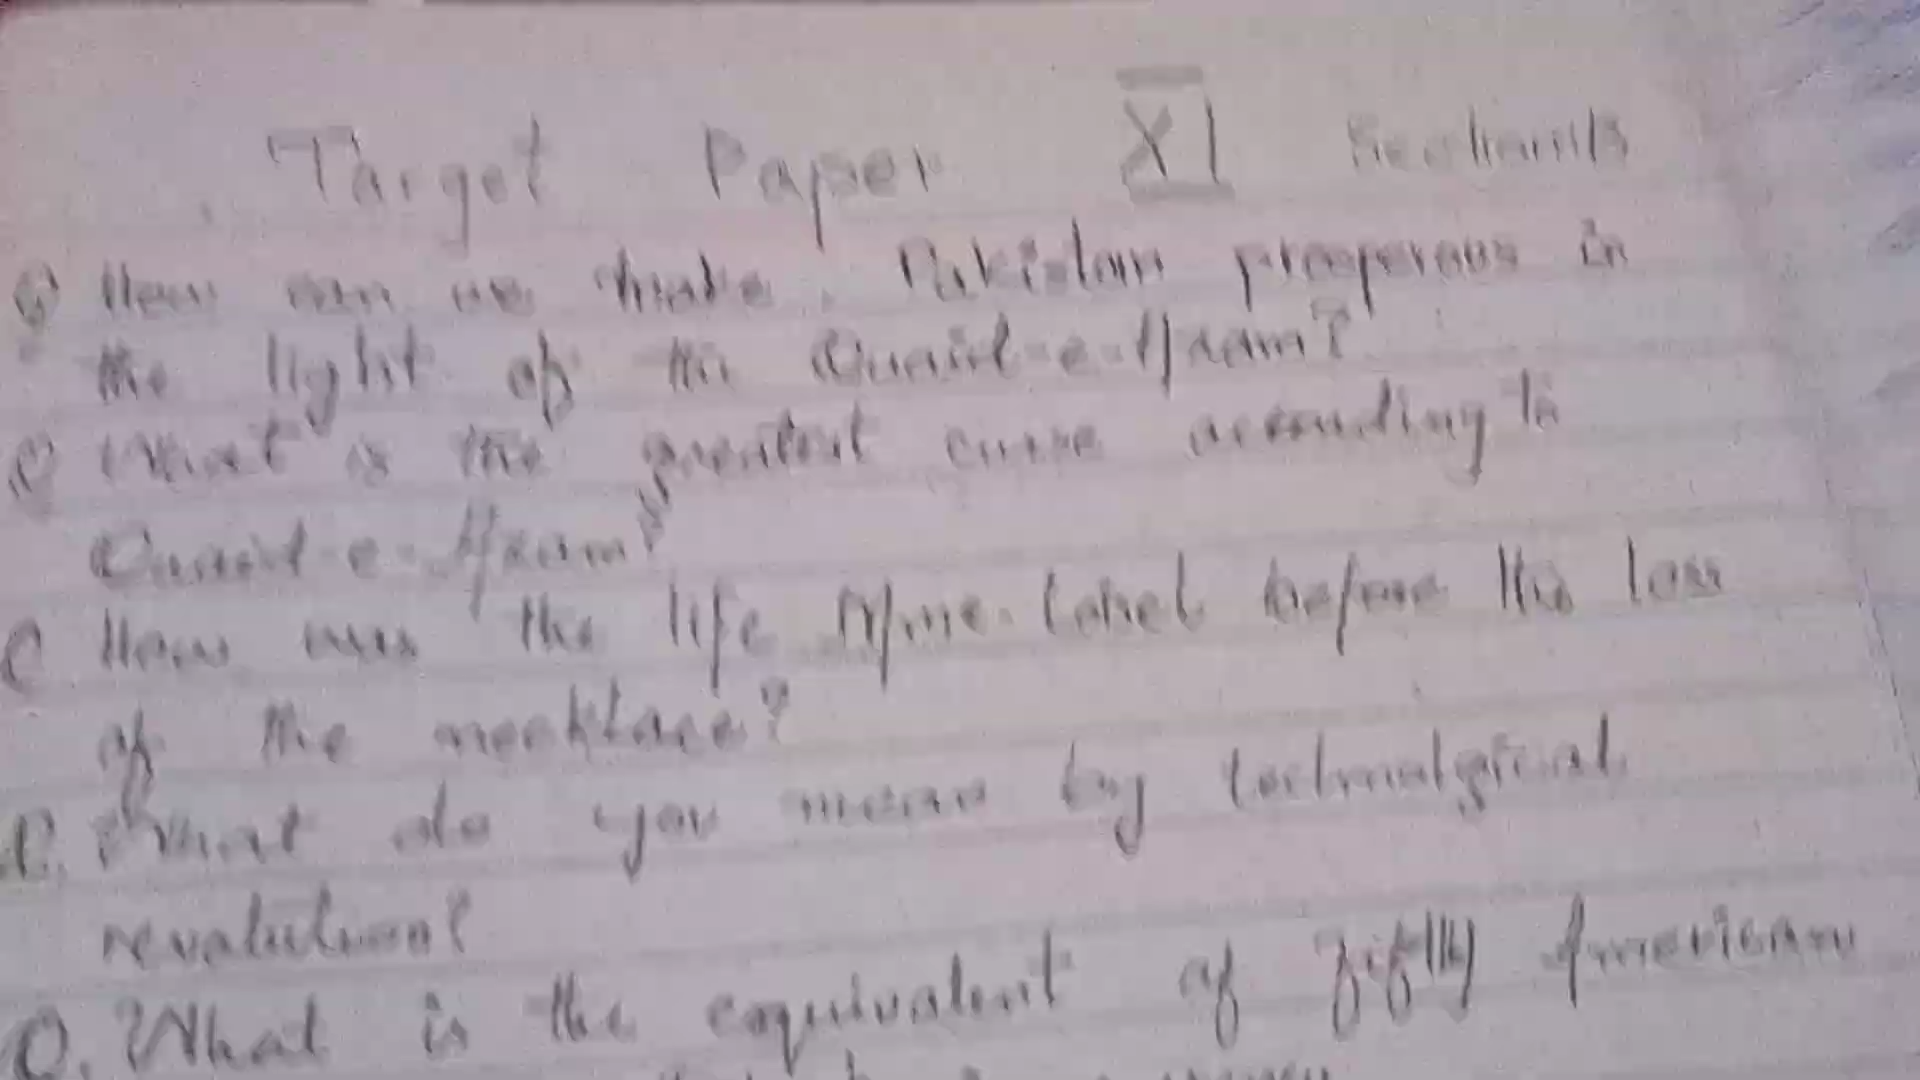 Target Paper XI
Q How can we make Pakistan prosperous in
the light of the Quaid-e-Azam?
Q What is the greatest curse according to
Quaid-e-Azam?
Q How was the life Mme. Loisel before the loss
of the necklace?
Q. What do you mean by technolgical
revolution?
Q. What is the equivalent of fifty American